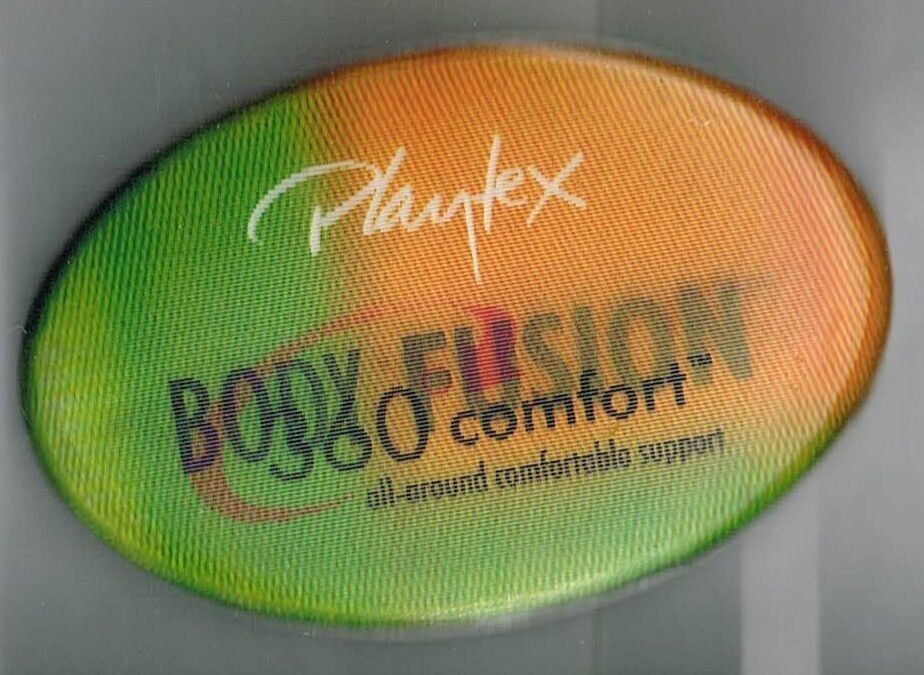 Playtex
BODY FUSION
360 comfort™
all-around comfortable support